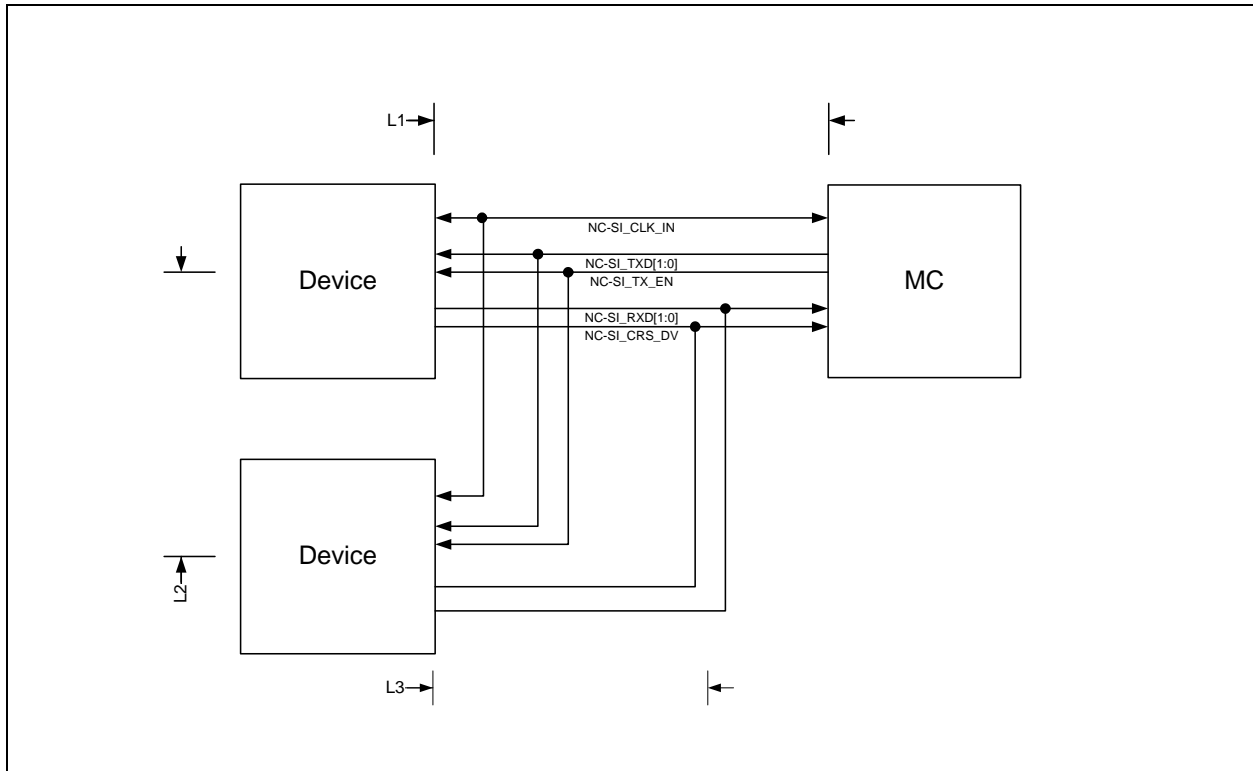 L1
NC-SI_CLK_IN
NC-SI_TXD[1:0]
Device
NC-SI_TX_EN
MC
NC-SI_RXD[1:0]
NC-SI_CRS_DV
Device
L2
L3